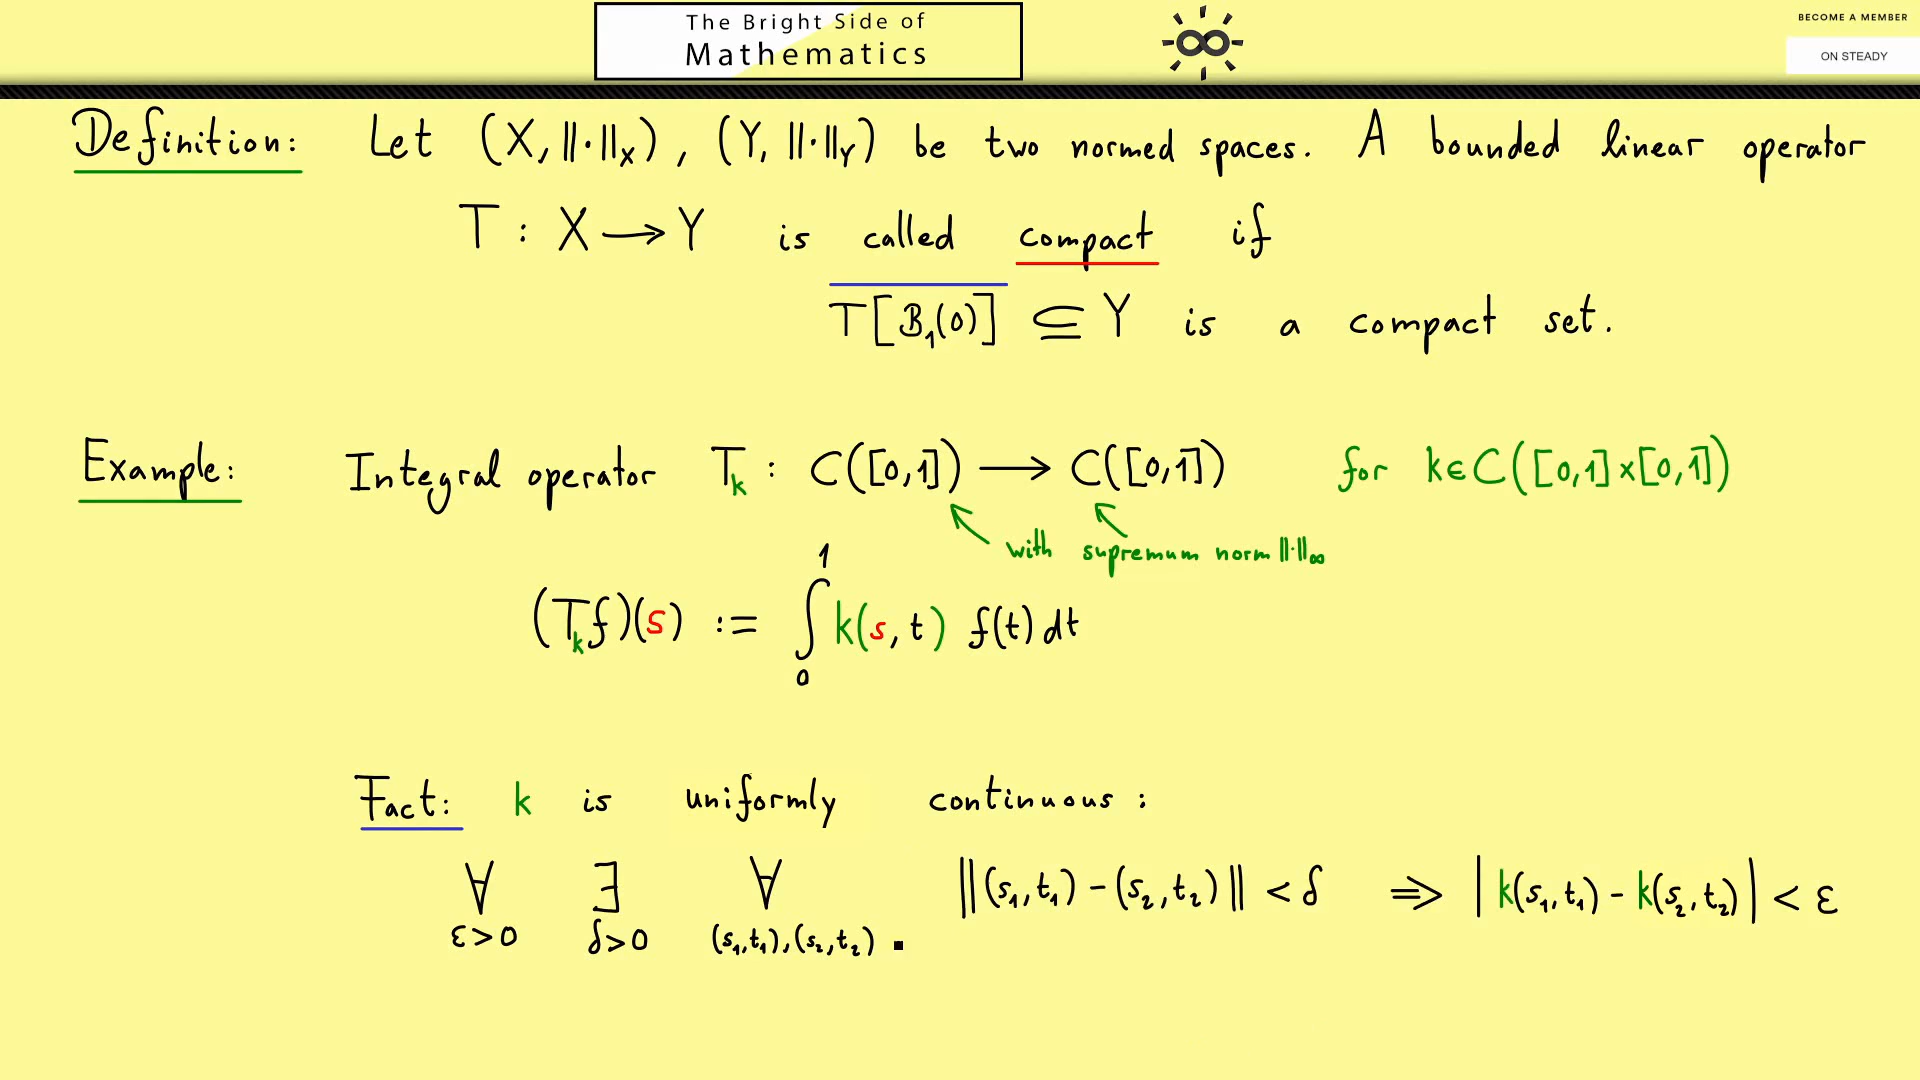 The Bright Side of
Mathematics
BECOME A MEMBER
ON STEADY
Definition: Let (X, ||·||_X), (Y, ||·||_Y) be two normed spaces. A bounded linear operator
T : X ⟶ Y is called compact if
\overline{T[B_1(0)]} ⊆ Y is a compact set.
Example: Integral operator T_k : C([0,1]) ⟶ C([0,1]) for k ∈ C([0,1]×[0,1])
with supremum norm ||·||_∞
(T_k f)(s) := ∫_0^1 k(s,t) f(t) dt
Fact: k is uniformly continuous :
∀_{ε>0} ∃_{δ>0} ∀_{(s_1,t_1),(s_2,t_2)} ||(s_1,t_1) - (s_2,t_2)|| < δ ⟹ |k(s_1,t_1) - k(s_2,t_2)| < ε